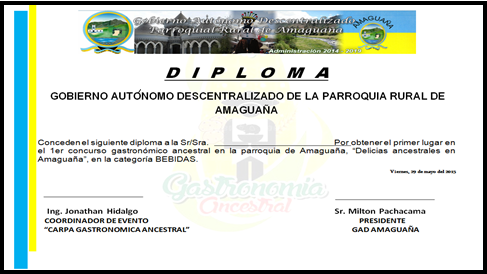 Gobierno Autónomo Descentralizado
Parroquial Rural de Amaguaña
AMAGUAÑA
Administración 2014 - 2019
DIPLOMA
GOBIERNO AUTÓNOMO DESCENTRALIZADO DE LA PARROQUIA RURAL DE
AMAGUAÑA
Conceden el siguiente diploma a la Sr/Sra. Por obtener el primer lugar en
el 1er concurso gastronómico ancestral en la parroquia de Amaguaña, "Delicias ancestrales en
Amaguaña", en la categoría BEBIDAS.
Viernes, 29 de mayo del 2015
Gastronomia
Ancestral
Ing. Jonathan Hidalgo
COORDINADOR DE EVENTO
"CARPA GASTRONOMICA ANCESTRAL"
Sr. Milton Pachacama
PRESIDENTE
GAD AMAGUAÑA